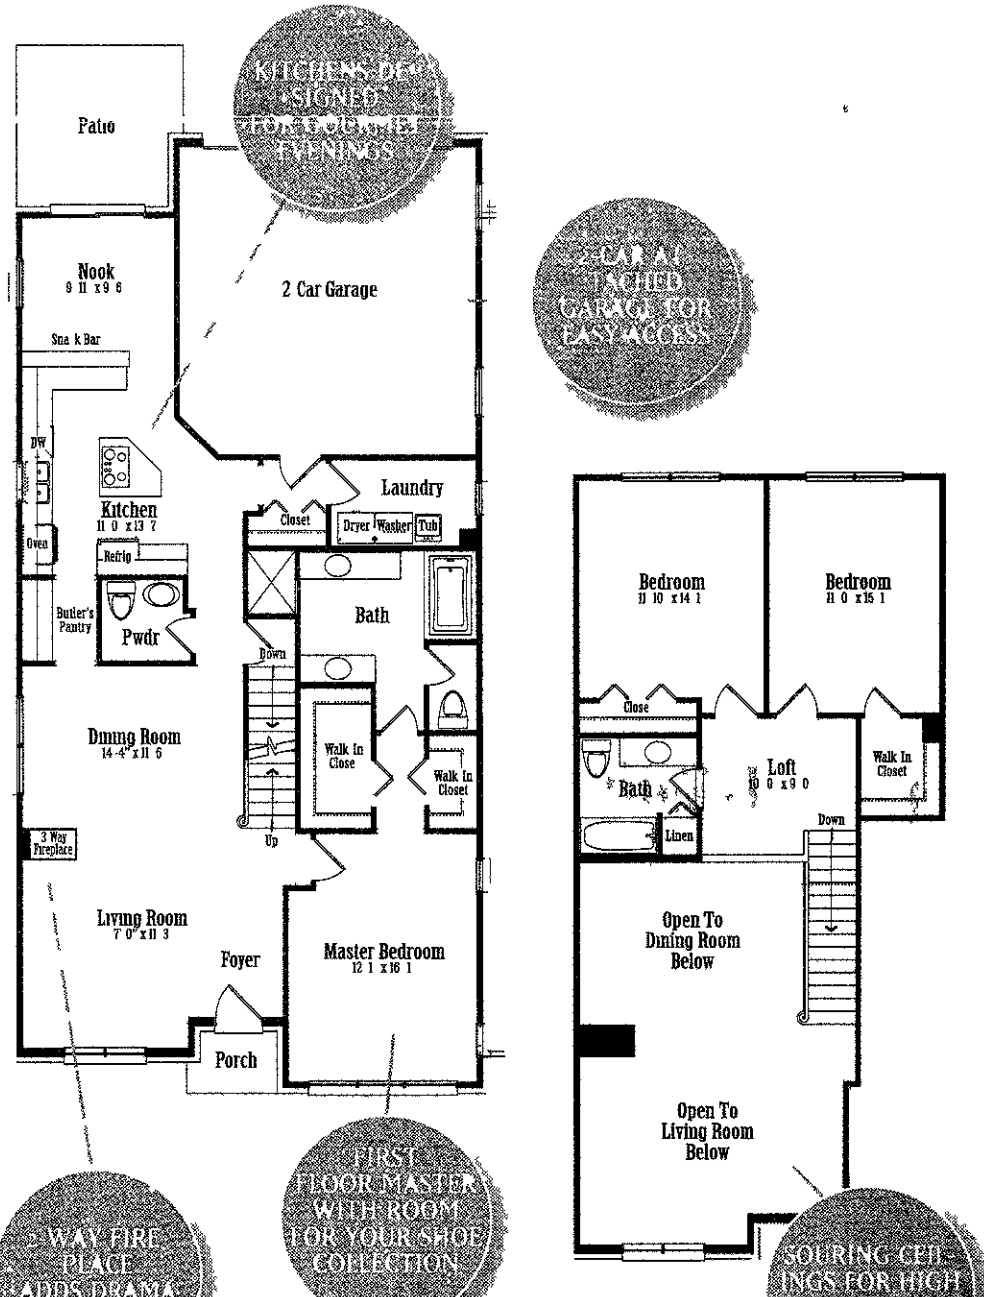 KITCHENS DE-
SIGNED
FOR GOURMET
EVENINGS
Patio
2-CAR AT-
TACHED
GARAGE FOR
EASY ACCESS
Nook
9 11 x 9 6
2 Car Garage
Sna k Bar
DW
Kitchen
11 0 x 13 7
Oven
Refrig
Closet
Laundry
Dryer
Washer
Tub
Butler's
Pantry
Pwdr
Bath
Down
Dining Room
14-4" x 11 6
Walk In
Close
Walk In
Closet
Up
3 Way
Fireplace
Living Room
7' 0" x 11 3
Foyer
Master Bedroom
12 1 x 16 1
Porch
Bedroom
11 10 x 14 1
Bedroom
11 0 x 15 1
Close
Bath
Loft
10 0 x 9 0
Walk In
Closet
Linen
Down
Open To
Dining Room
Below
Open To
Living Room
Below
WAY FIRE
PLACE
ADDS DRAMA
FIRST
FLOOR MASTER
WITH ROOM
FOR YOUR SHOE
COLLECTION
SOURING CEIL-
INGS FOR HIGH